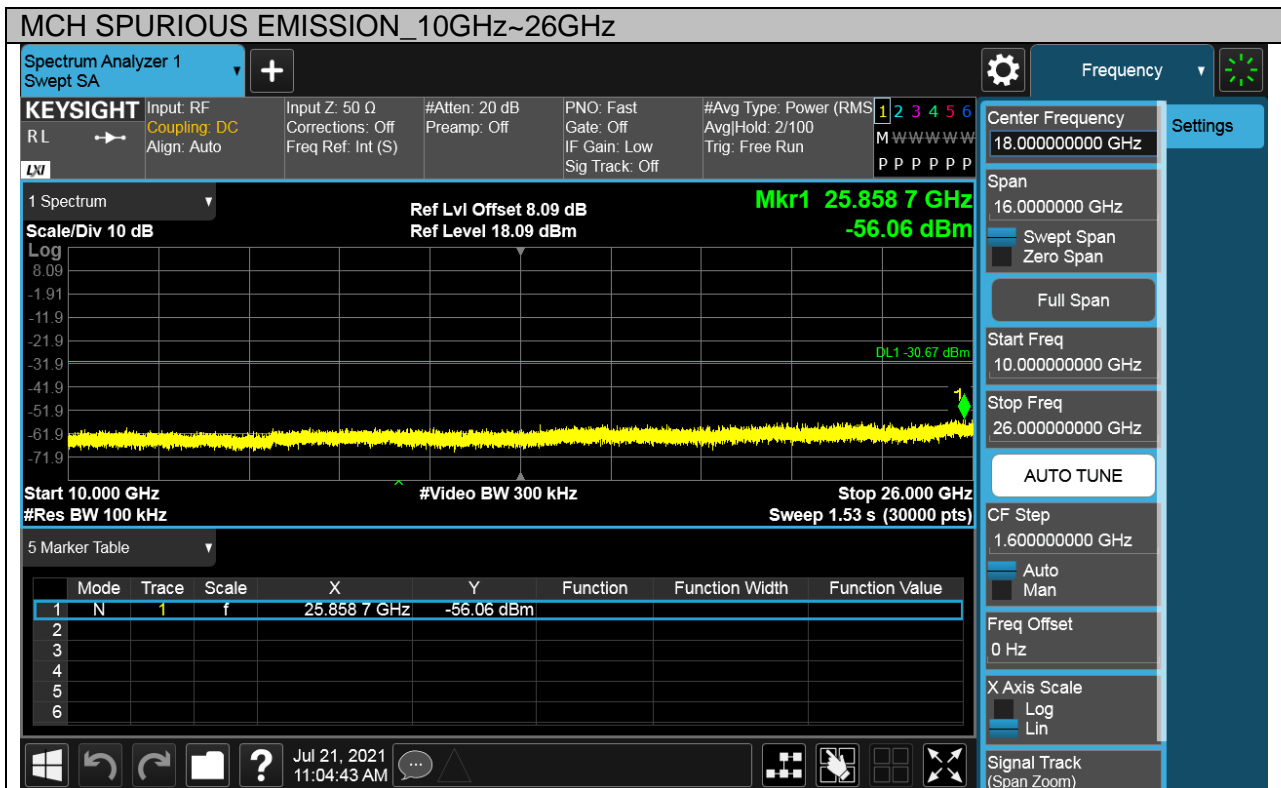 MCH SPURIOUS EMISSION_10GHz~26GHz
Spectrum Analyzer 1
Swept SA
+
Frequency
KEYSIGHT
RL
LXI
Input: RF
Coupling: DC
Align: Auto
Input Z: 50 Ω
Corrections: Off
Freq Ref: Int (S)
#Atten: 20 dB
Preamp: Off
PNO: Fast
Gate: Off
IF Gain: Low
Sig Track: Off
#Avg Type: Power (RMS
Avg|Hold: 2/100
Trig: Free Run
1 2 3 4 5 6
M W W W W W
P P P P P P
1 Spectrum
Scale/Div 10 dB
Ref Lvl Offset 8.09 dB
Ref Level 18.09 dBm
Mkr1 25.858 7 GHz
-56.06 dBm
Log
8.09
-1.91
-11.9
-21.9
-31.9
-41.9
-51.9
-61.9
-71.9
DL1 -30.67 dBm
1
Start 10.000 GHz
#Video BW 300 kHz
Stop 26.000 GHz
#Res BW 100 kHz
Sweep 1.53 s (30000 pts)
5 Marker Table
Mode Trace Scale X Y Function Function Width Function Value
1 N 1 f 25.858 7 GHz -56.06 dBm
2
3
4
5
6
?
Jul 21, 2021
11:04:43 AM
Center Frequency
18.000000000 GHz
Span
16.0000000 GHz
Swept Span
Zero Span
Full Span
Start Freq
10.000000000 GHz
Stop Freq
26.000000000 GHz
AUTO TUNE
CF Step
1.600000000 GHz
Auto
Man
Freq Offset
0 Hz
X Axis Scale
Log
Lin
Signal Track
(Span Zoom)
Settings